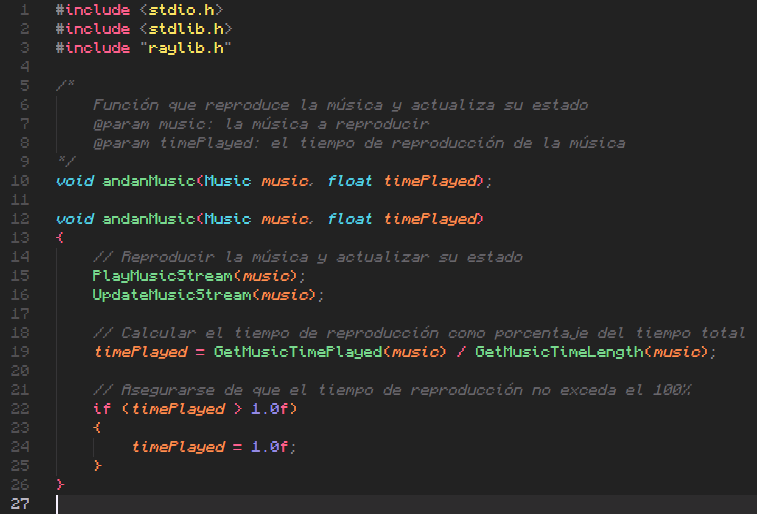 1 #include <stdio.h>
2 #include <stdlib.h>
3 #include "raylib.h"
4
5 /*
6 Función que reproduce la música y actualiza su estado
7 @param music: la música a reproducir
8 @param timePlayed: el tiempo de reproducción de la música
9 */
10 void andanMusic(Music music, float timePlayed);
11
12 void andanMusic(Music music, float timePlayed)
13 {
14 // Reproducir la música y actualizar su estado
15 PlayMusicStream(music);
16 UpdateMusicStream(music);
17
18 // Calcular el tiempo de reproducción como porcentaje del tiempo total
19 timePlayed = GetMusicTimePlayed(music) / GetMusicTimeLength(music);
20
21 // Asegurarse de que el tiempo de reproducción no exceda el 100%
22 if (timePlayed > 1.0f)
23 {
24 timePlayed = 1.0f;
25 }
26 }
27